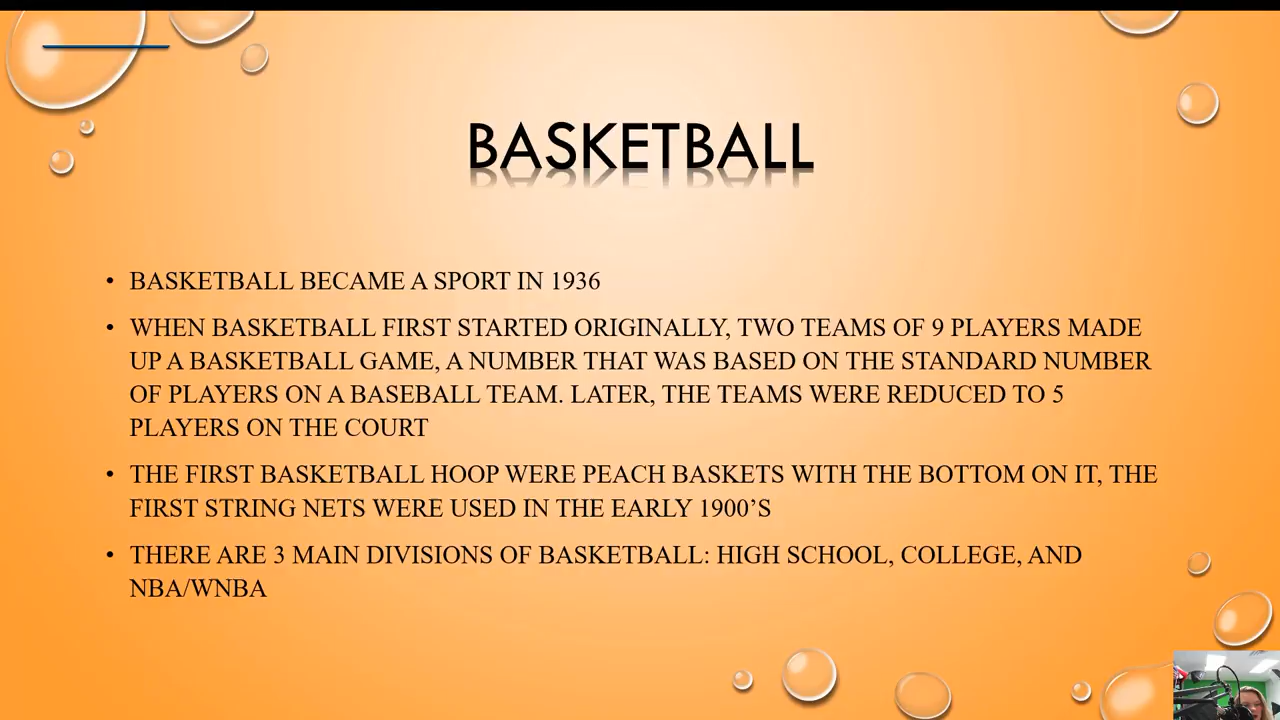 BASKETBALL
• BASKETBALL BECAME A SPORT IN 1936
• WHEN BASKETBALL FIRST STARTED ORIGINALLY, TWO TEAMS OF 9 PLAYERS MADE
UP A BASKETBALL GAME, A NUMBER THAT WAS BASED ON THE STANDARD NUMBER
OF PLAYERS ON A BASEBALL TEAM. LATER, THE TEAMS WERE REDUCED TO 5
PLAYERS ON THE COURT
• THE FIRST BASKETBALL HOOP WERE PEACH BASKETS WITH THE BOTTOM ON IT, THE
FIRST STRING NETS WERE USED IN THE EARLY 1900’S
• THERE ARE 3 MAIN DIVISIONS OF BASKETBALL: HIGH SCHOOL, COLLEGE, AND
NBA/WNBA